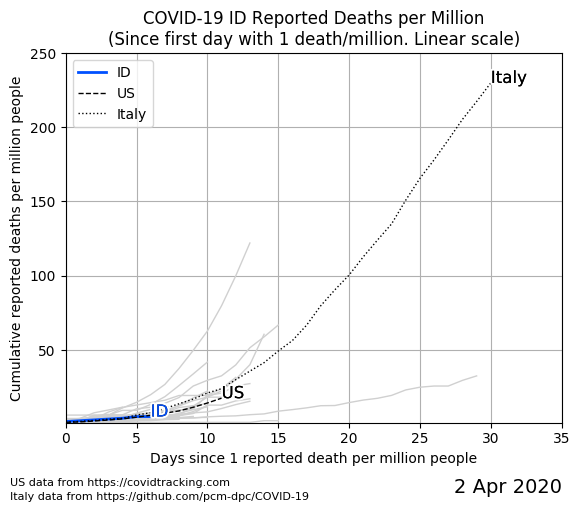 COVID-19 ID Reported Deaths per Million
(Since first day with 1 death/million. Linear scale)
250
200
150
100
50
Cumulative reported deaths per million people
ID
US
Italy
Italy
US
ID
0
5
10
15
20
25
30
35
Days since 1 reported death per million people
US data from https://covidtracking.com
Italy data from https://github.com/pcm-dpc/COVID-19
2 Apr 2020